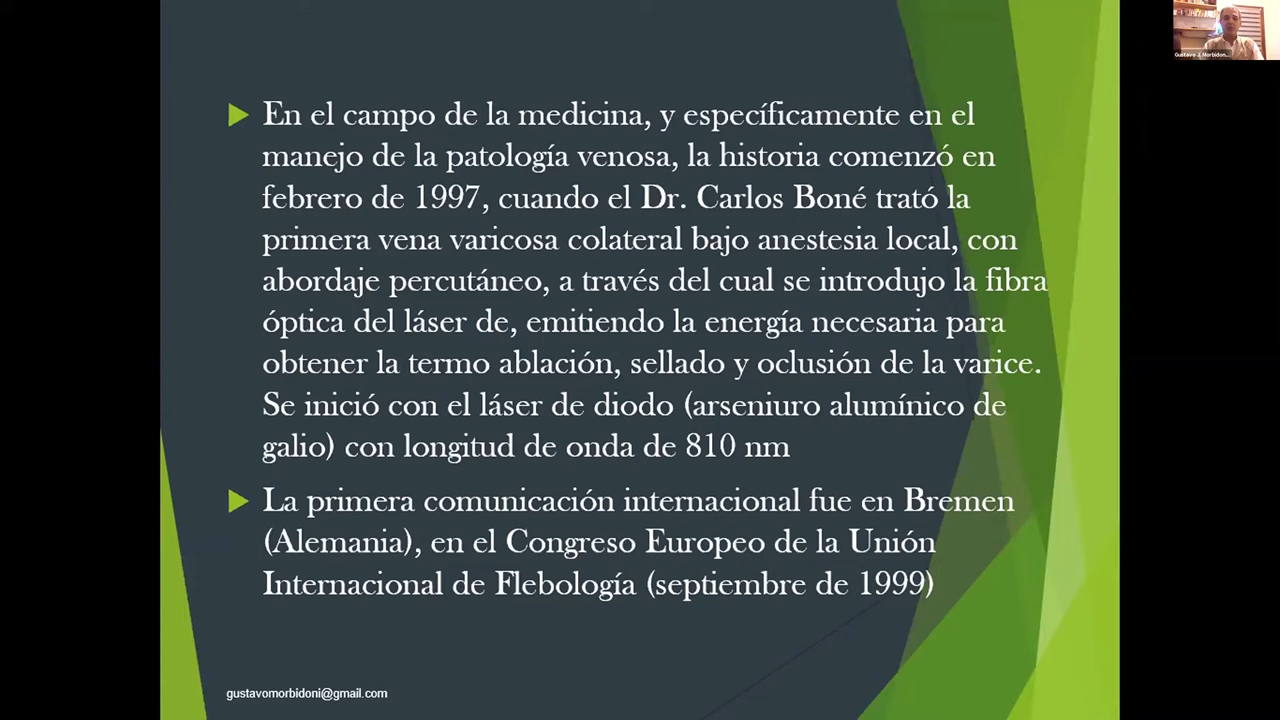 Gustavo J. Morbidon...
En el campo de la medicina, y específicamente en el
manejo de la patología venosa, la historia comenzó en
febrero de 1997, cuando el Dr. Carlos Boné trató la
primera vena varicosa colateral bajo anestesia local, con
abordaje percutáneo, a través del cual se introdujo la fibra
óptica del láser de, emitiendo la energía necesaria para
obtener la termo ablación, sellado y oclusión de la varice.
Se inició con el láser de diodo (arseniuro alumínico de
galio) con longitud de onda de 810 nm
La primera comunicación internacional fue en Bremen
(Alemania), en el Congreso Europeo de la Unión
Internacional de Flebología (septiembre de 1999)
gustavomorbidoni@gmail.com